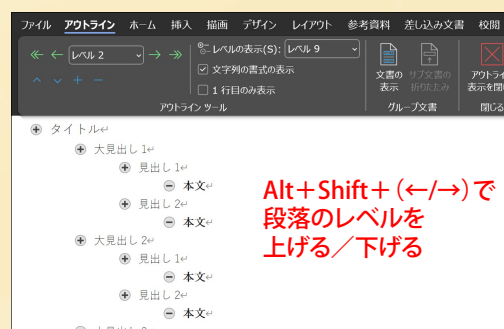 ファイル アウトライン ホーム 挿入 描画 デザイン レイアウト 参考資料 差し込み文書 校閲
レベル 2
レベルの表示(S): レベル 9
文字列の書式の表示
1 行目のみ表示
文書の表示
サブ文書の折りたたみ
アウトライン
表示を閉じる
アウトライン ツール グループ文書 閉じる
タイトル↵
大見出し 1↵
見出し 1↵
本文↵
見出し 2↵
本文↵
大見出し 2↵
見出し 1↵
本文↵
見出し 2↵
本文↵
Alt+Shift+(←/→)で
段落のレベルを
上げる/下げる